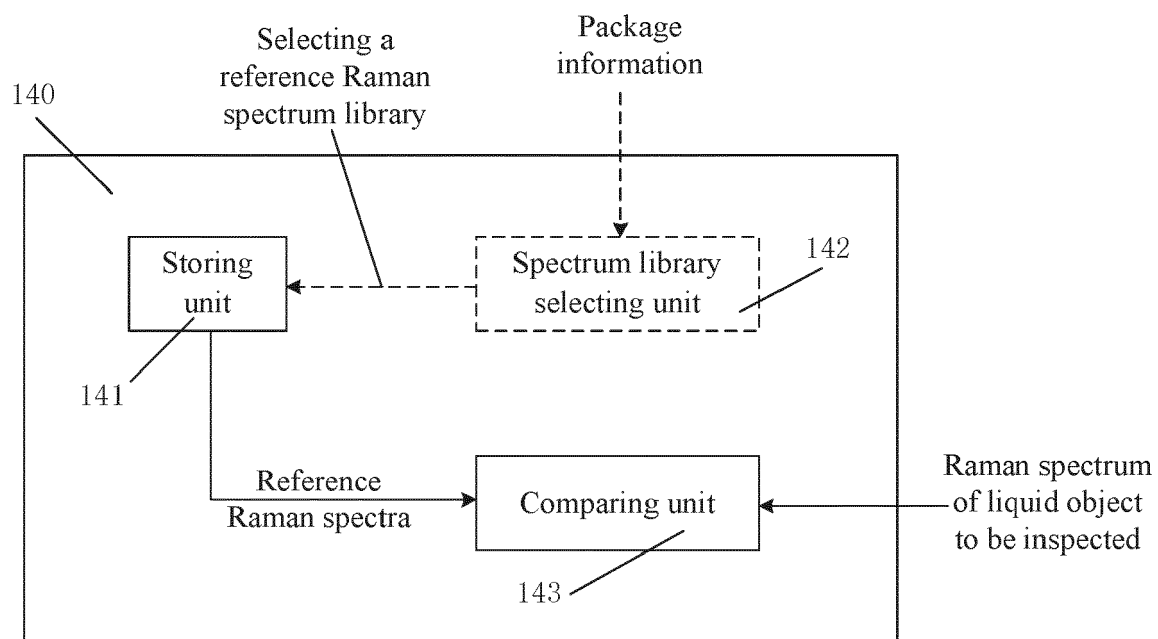 Selecting a
reference Raman
spectrum library
Package
information
140
Storing
unit
Spectrum library
selecting unit
142
141
Reference
Raman spectra
Comparing unit
Raman spectrum
of liquid object
to be inspected
143